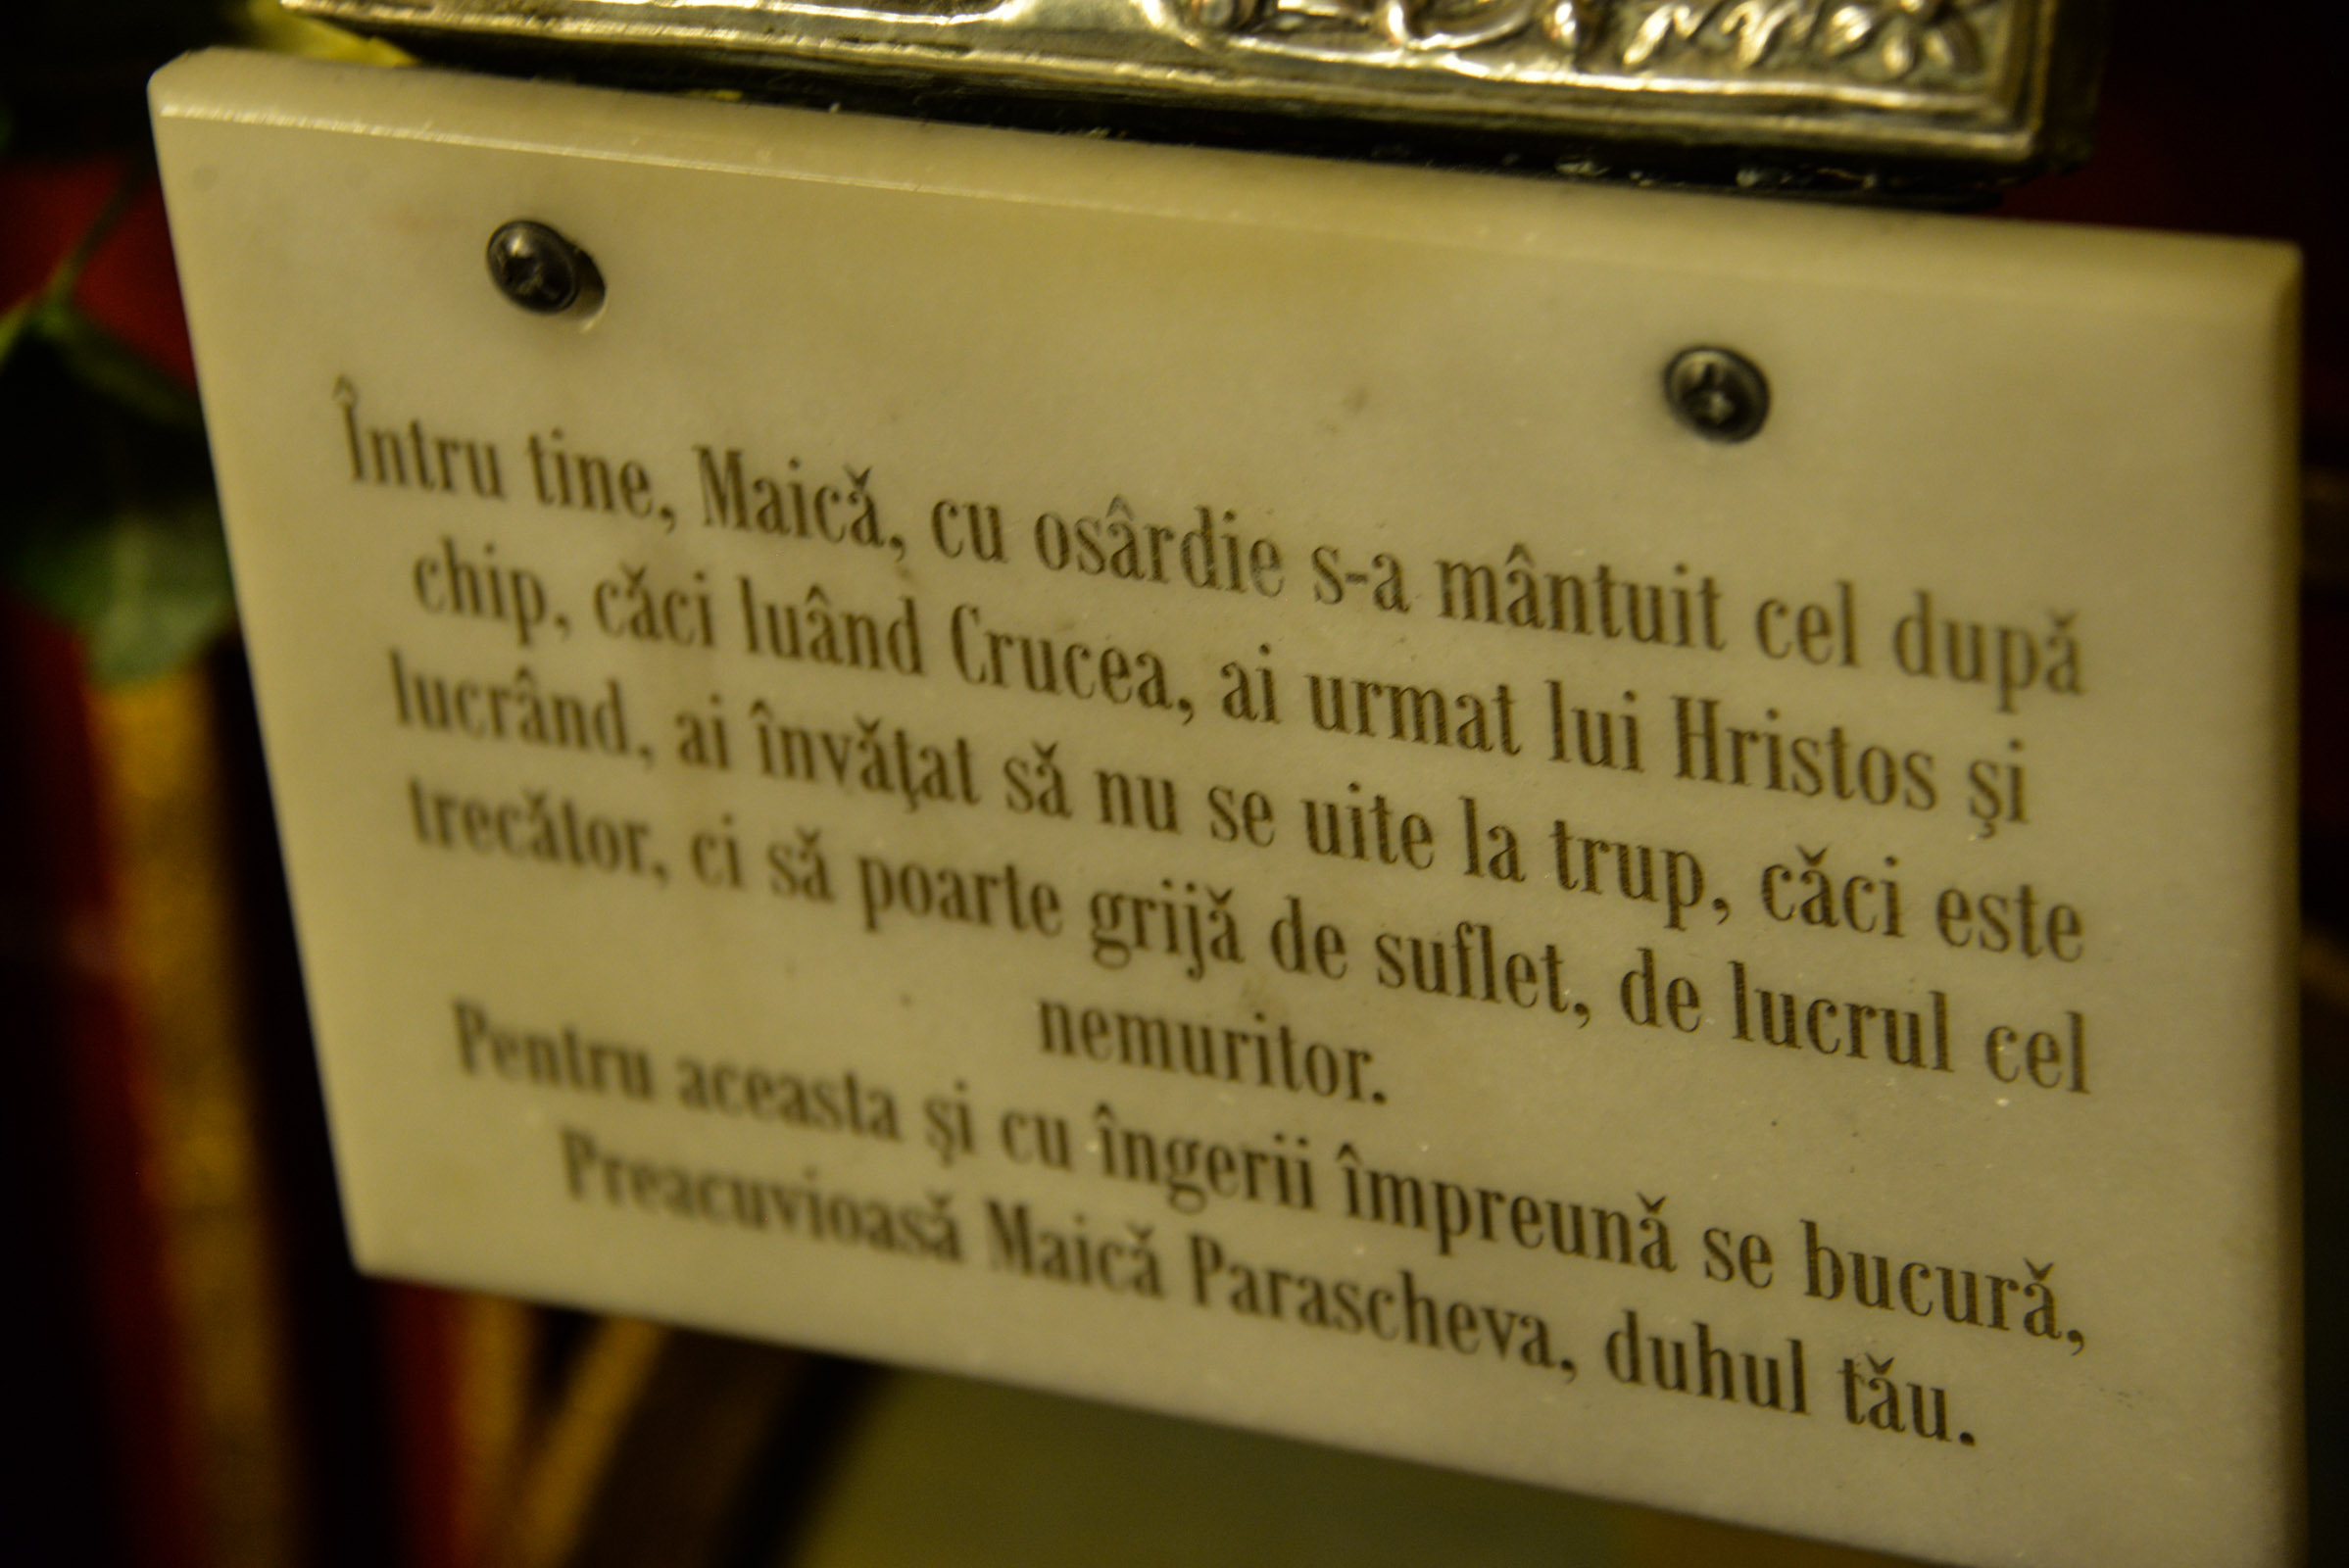 Întru tine, Maică, cu osârdie s-a mântuit cel după
chip, căci luând Crucea, ai urmat lui Hristos şi
lucrând, ai învăţat să nu se uite la trup, căci este
trecător, ci să poarte grijă de suflet, de lucrul cel
nemuritor.
Pentru aceasta şi cu îngerii împreună se bucură,
Preacuvioasă Maică Parascheva, duhul tău.